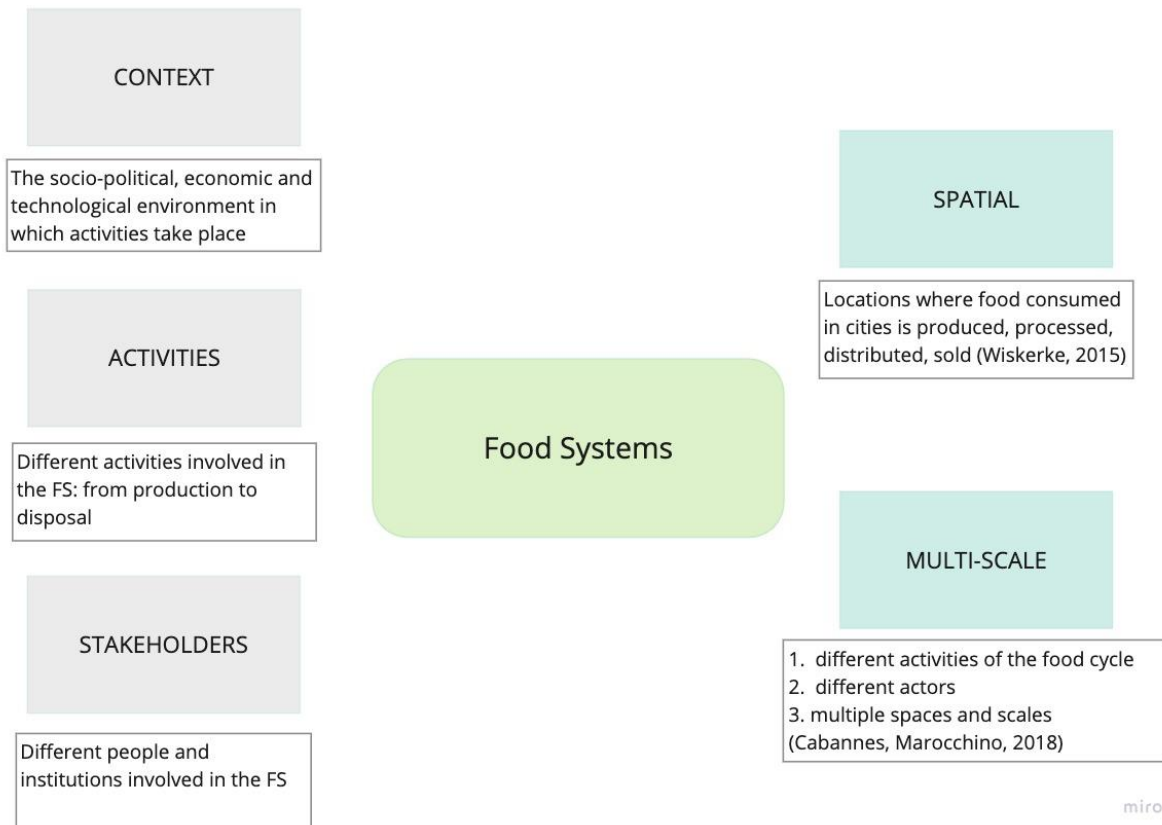 CONTEXT
The socio-political, economic and
technological environment in
which activities take place
ACTIVITIES
Different activities involved in
the FS: from production to
disposal
STAKEHOLDERS
Different people and
institutions involved in the FS
Food Systems
SPATIAL
Locations where food consumed
in cities is produced, processed,
distributed, sold (Wiskerke, 2015)
MULTI-SCALE
1. different activities of the food cycle
2. different actors
3. multiple spaces and scales
(Cabannes, Marocchino, 2018)
miro